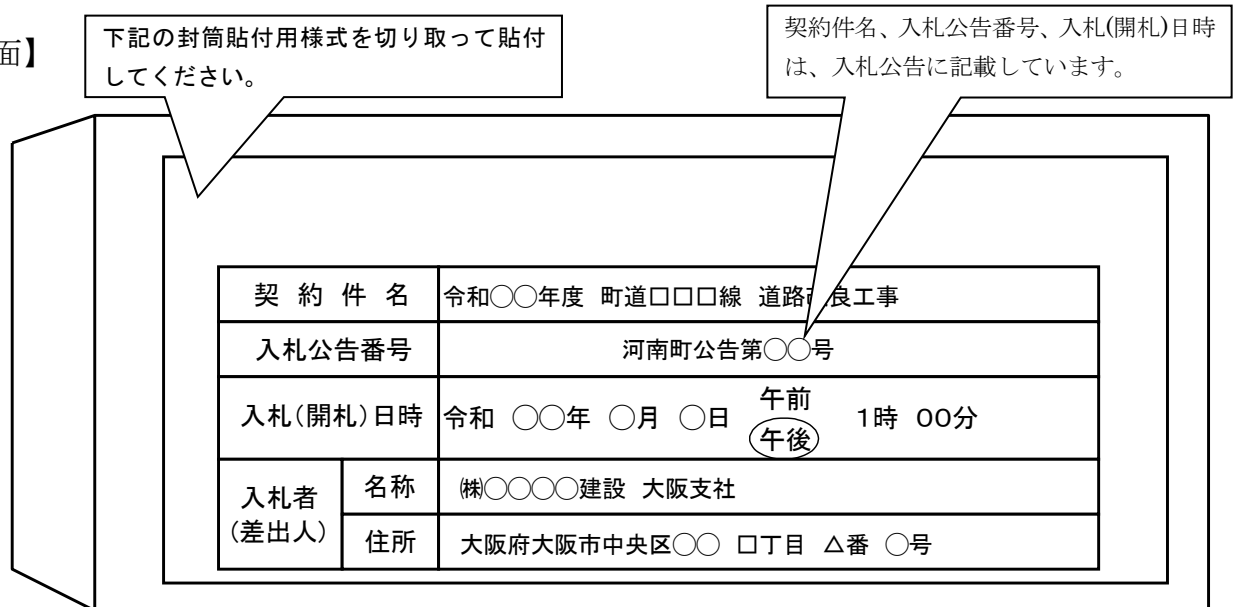 面】
下記の封筒貼付用様式を切り取って貼付
してください。
契約件名、入札公告番号、入札(開札)日時
は、入札公告に記載しています。
契約件名 令和○○年度 町道□□□線 道路 良工事
入札公告番号 河南町公告第○○号
入札(開札)日時 令和 ○○年 ○月 ○日 午前 午後 1時 00分
入札者
(差出人)
名称 ㈱○○○○建設 大阪支社
住所 大阪府大阪市中央区○○ □丁目 △番 ○号